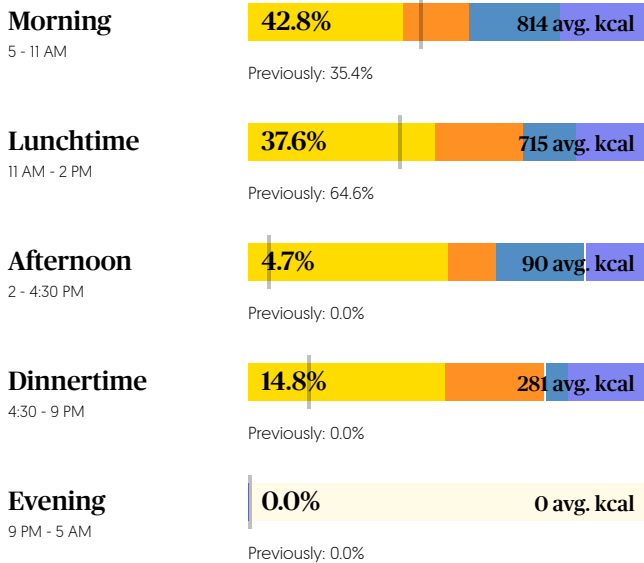 Morning
42.8%
814 avg. kcal
5 - 11 AM
Previously: 35.4%
Lunchtime
37.6%
715 avg. kcal
11 AM - 2 PM
Previously: 64.6%
Afternoon
4.7%
90 avg. kcal
2 - 4:30 PM
Previously: 0.0%
Dinnertime
14.8%
281 avg. kcal
4:30 - 9 PM
Previously: 0.0%
Evening
0.0%
0 avg. kcal
9 PM - 5 AM
Previously: 0.0%